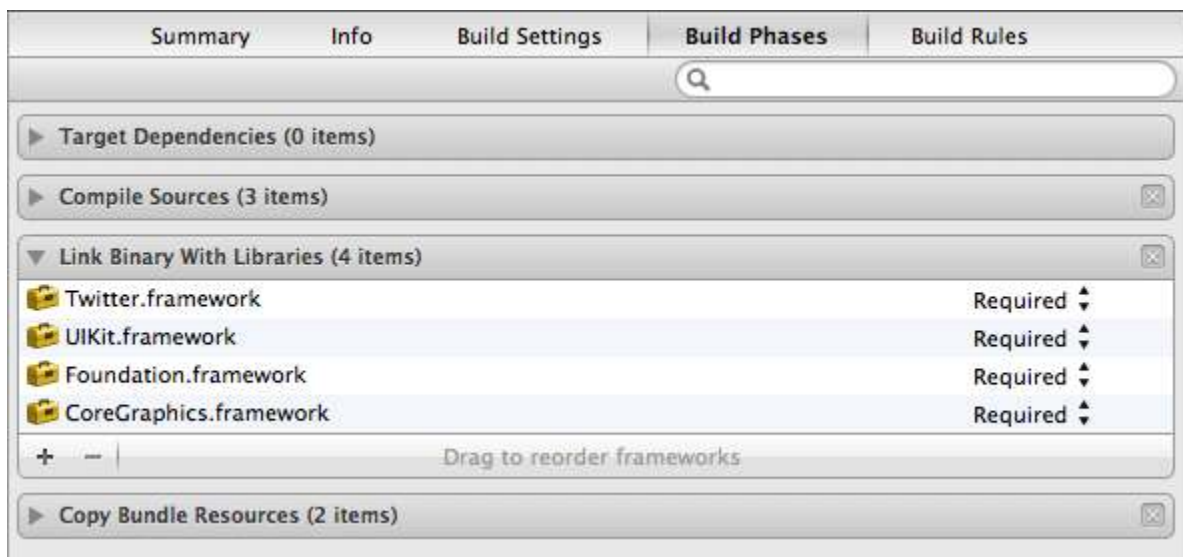 Summary Info Build Settings Build Phases Build Rules
Target Dependencies (0 items)
Compile Sources (3 items)
Link Binary With Libraries (4 items)
Twitter.framework Required
UIKit.framework Required
Foundation.framework Required
CoreGraphics.framework Required
Drag to reorder frameworks
Copy Bundle Resources (2 items)